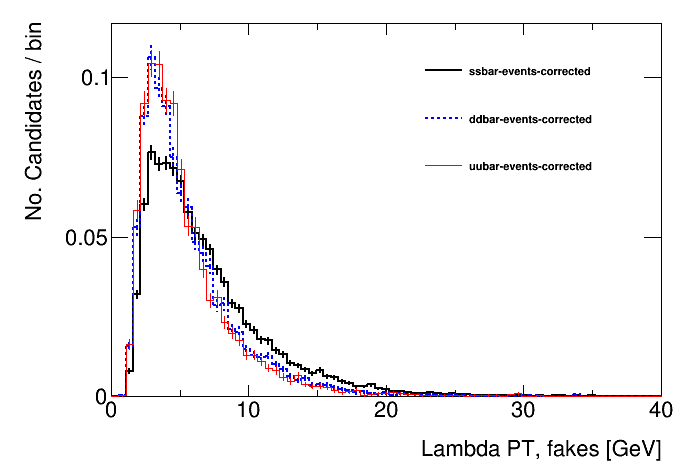 No. Candidates / bin
0.1
0.05
0
ssbar-events-corrected
ddbar-events-corrected
uubar-events-corrected
0 10 20 30 40
Lambda PT, fakes [GeV]